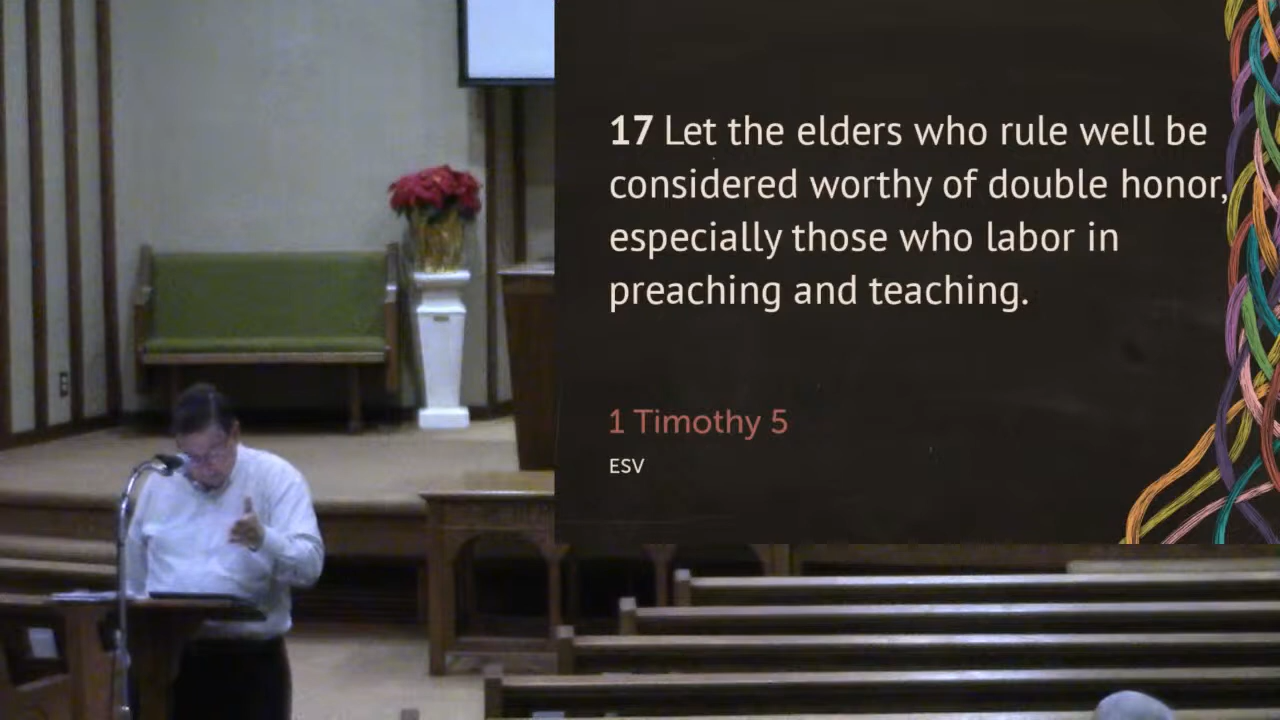 17 Let the elders who rule well be
considered worthy of double honor,
especially those who labor in
preaching and teaching.
1 Timothy 5
ESV